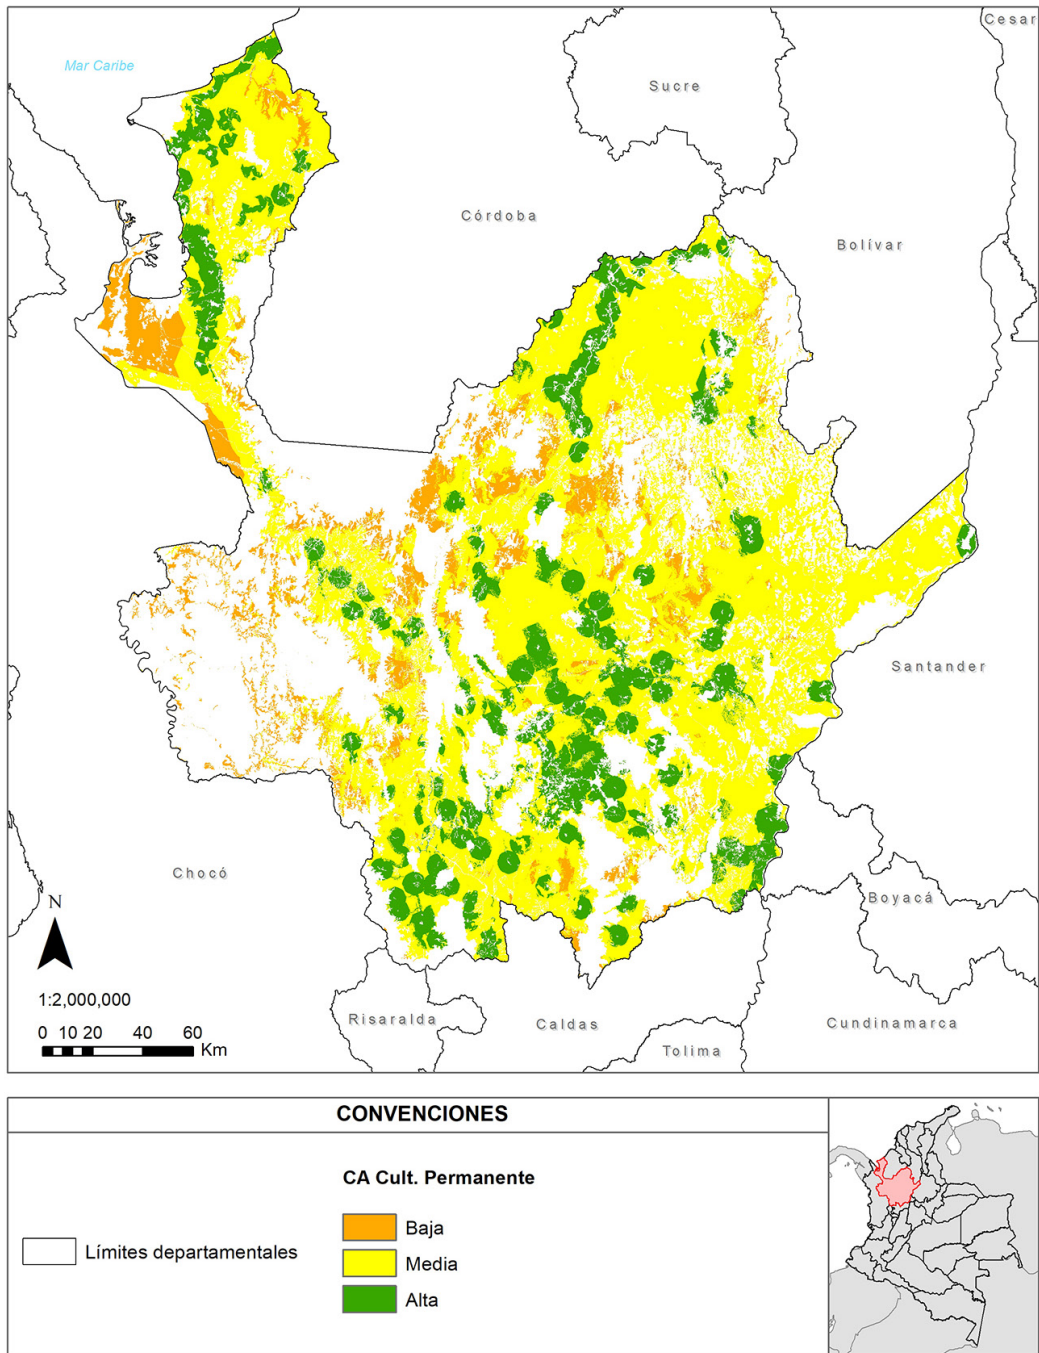 Cesar
Mar Caribe
Sucre
Córdoba
Bolívar
Santander
Chocó
Boyacá
N
1:2,000,000
Risaralda
Caldas
Cundinamarca
Tolima
0 10 20 40 60
Km
CONVENCIONES
CA Cult. Permanente
Baja
Límites departamentales
Media
Alta